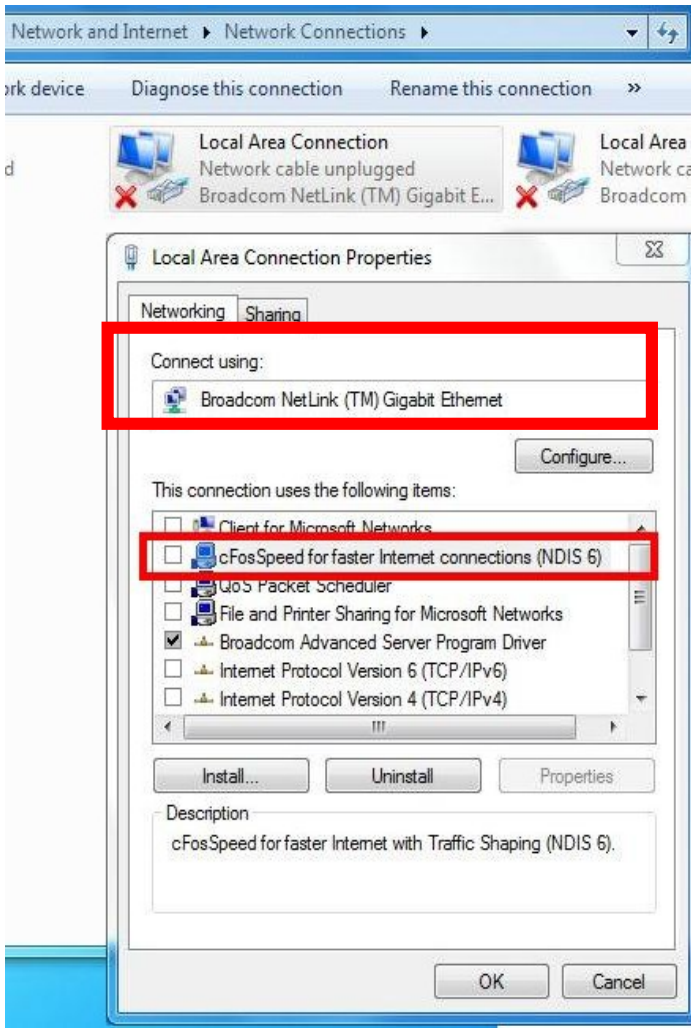 Network and Internet ▸ Network Connections ▸
ork device Diagnose this connection Rename this connection »
Local Area Connection
Network cable unplugged
Broadcom NetLink (TM) Gigabit E...
Local Area
Network ca
Broadcom
d
Local Area Connection Properties
Networking Sharing
Connect using:
Broadcom NetLink (TM) Gigabit Ethernet
Configure...
This connection uses the following items:
Client for Microsoft Networks
cFosSpeed for faster Internet connections (NDIS 6)
QoS Packet Scheduler
File and Printer Sharing for Microsoft Networks
Broadcom Advanced Server Program Driver
Internet Protocol Version 6 (TCP/IPv6)
Internet Protocol Version 4 (TCP/IPv4)
Install... Uninstall Properties
Description
cFosSpeed for faster Internet with Traffic Shaping (NDIS 6).
OK Cancel